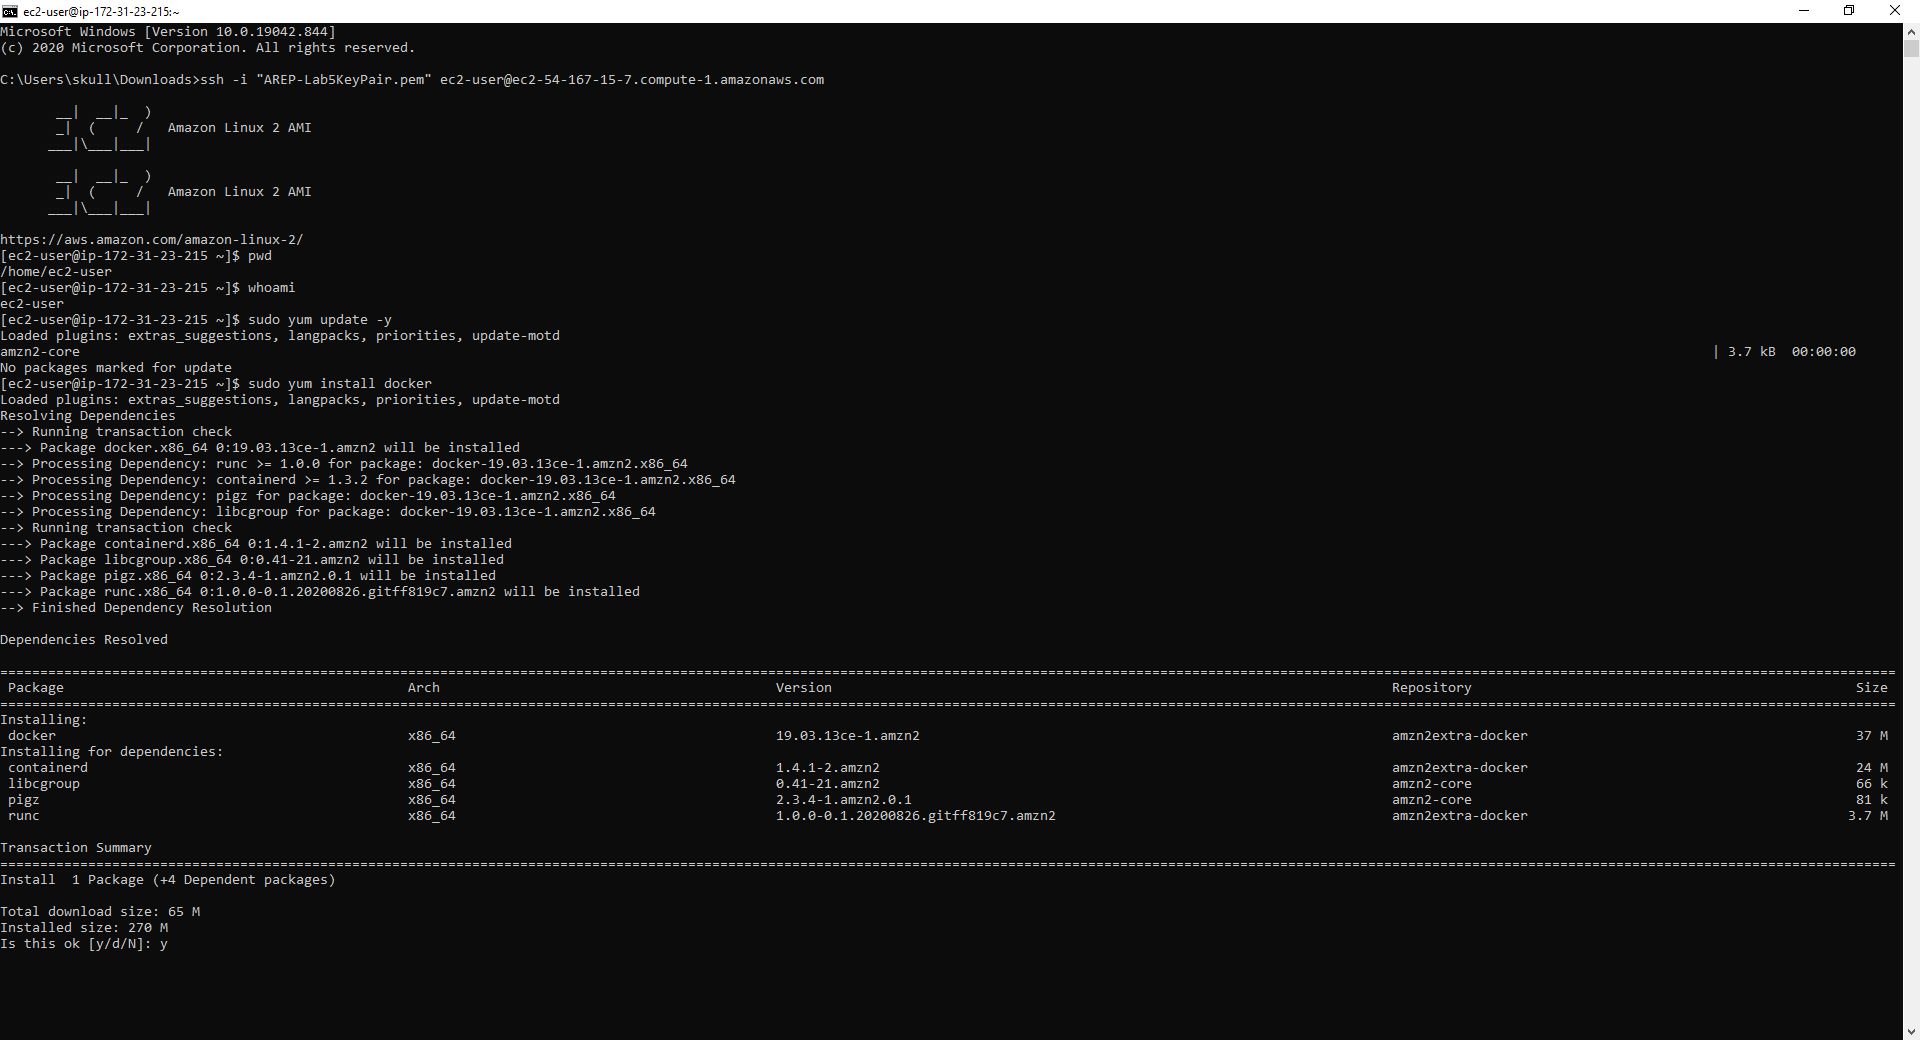 ec2-user@ip-172-31-23-215:~
Microsoft Windows [Version 10.0.19042.844]
(c) 2020 Microsoft Corporation. All rights reserved.
C:\Users\skull\Downloads>ssh -i "AREP-Lab5KeyPair.pem" ec2-user@ec2-54-167-15-7.compute-1.amazonaws.com
       __|  __|_  )
       _|  (     /   Amazon Linux 2 AMI
      ___|\___|___|
       __|  __|_  )
       _|  (     /   Amazon Linux 2 AMI
      ___|\___|___|
https://aws.amazon.com/amazon-linux-2/
[ec2-user@ip-172-31-23-215 ~]$ pwd
/home/ec2-user
[ec2-user@ip-172-31-23-215 ~]$ whoami
ec2-user
[ec2-user@ip-172-31-23-215 ~]$ sudo yum update -y
Loaded plugins: extras_suggestions, langpacks, priorities, update-motd
amzn2-core | 3.7 kB  00:00:00
No packages marked for update
[ec2-user@ip-172-31-23-215 ~]$ sudo yum install docker
Loaded plugins: extras_suggestions, langpacks, priorities, update-motd
Resolving Dependencies
--> Running transaction check
---> Package docker.x86_64 0:19.03.13ce-1.amzn2 will be installed
--> Processing Dependency: runc >= 1.0.0 for package: docker-19.03.13ce-1.amzn2.x86_64
--> Processing Dependency: containerd >= 1.3.2 for package: docker-19.03.13ce-1.amzn2.x86_64
--> Processing Dependency: pigz for package: docker-19.03.13ce-1.amzn2.x86_64
--> Processing Dependency: libcgroup for package: docker-19.03.13ce-1.amzn2.x86_64
--> Running transaction check
---> Package containerd.x86_64 0:1.4.1-2.amzn2 will be installed
---> Package libcgroup.x86_64 0:0.41-21.amzn2 will be installed
---> Package pigz.x86_64 0:2.3.4-1.amzn2.0.1 will be installed
---> Package runc.x86_64 0:1.0.0-0.1.20200826.gitff819c7.amzn2 will be installed
--> Finished Dependency Resolution
Dependencies Resolved
Package Arch Version Repository Size
Installing:
docker x86_64 19.03.13ce-1.amzn2 amzn2extra-docker 37 M
Installing for dependencies:
containerd x86_64 1.4.1-2.amzn2 amzn2extra-docker 24 M
libcgroup x86_64 0.41-21.amzn2 amzn2-core 66 k
pigz x86_64 2.3.4-1.amzn2.0.1 amzn2-core 81 k
runc x86_64 1.0.0-0.1.20200826.gitff819c7.amzn2 amzn2extra-docker 3.7 M
Transaction Summary
Install  1 Package (+4 Dependent packages)
Total download size: 65 M
Installed size: 270 M
Is this ok [y/d/N]: y